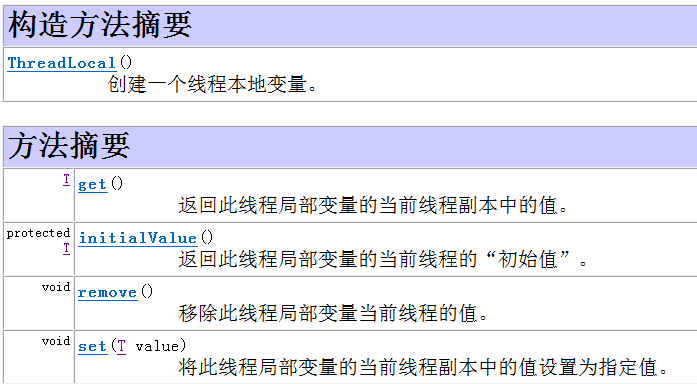 构造方法摘要
ThreadLocal()
创建一个线程本地变量。
方法摘要
T get()
返回此线程局部变量的当前线程副本中的值。
protected
T initialValue()
返回此线程局部变量的当前线程的“初始值”。
void remove()
移除此线程局部变量当前线程的值。
void set(T value)
将此线程局部变量的当前线程副本中的值设置为指定值。